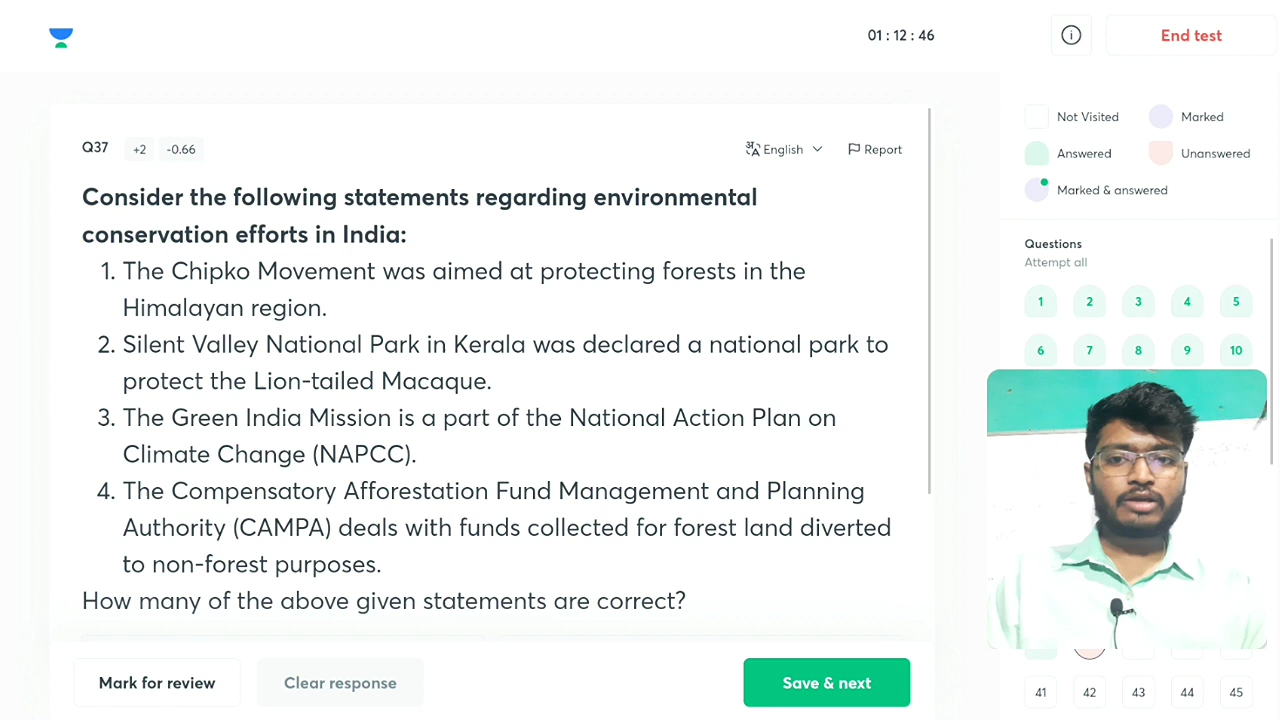 01 : 12 : 46
End test
Q37 +2 -0.66
English
Report
Consider the following statements regarding environmental
conservation efforts in India:
1. The Chipko Movement was aimed at protecting forests in the
Himalayan region.
2. Silent Valley National Park in Kerala was declared a national park to
protect the Lion-tailed Macaque.
3. The Green India Mission is a part of the National Action Plan on
Climate Change (NAPCC).
4. The Compensatory Afforestation Fund Management and Planning
Authority (CAMPA) deals with funds collected for forest land diverted
to non-forest purposes.
How many of the above given statements are correct?
Mark for review
Clear response
Save & next
Not Visited
Marked
Answered
Unanswered
Marked & answered
Questions
Attempt all
1 2 3 4 5
6 7 8 9 10
41 42 43 44 45